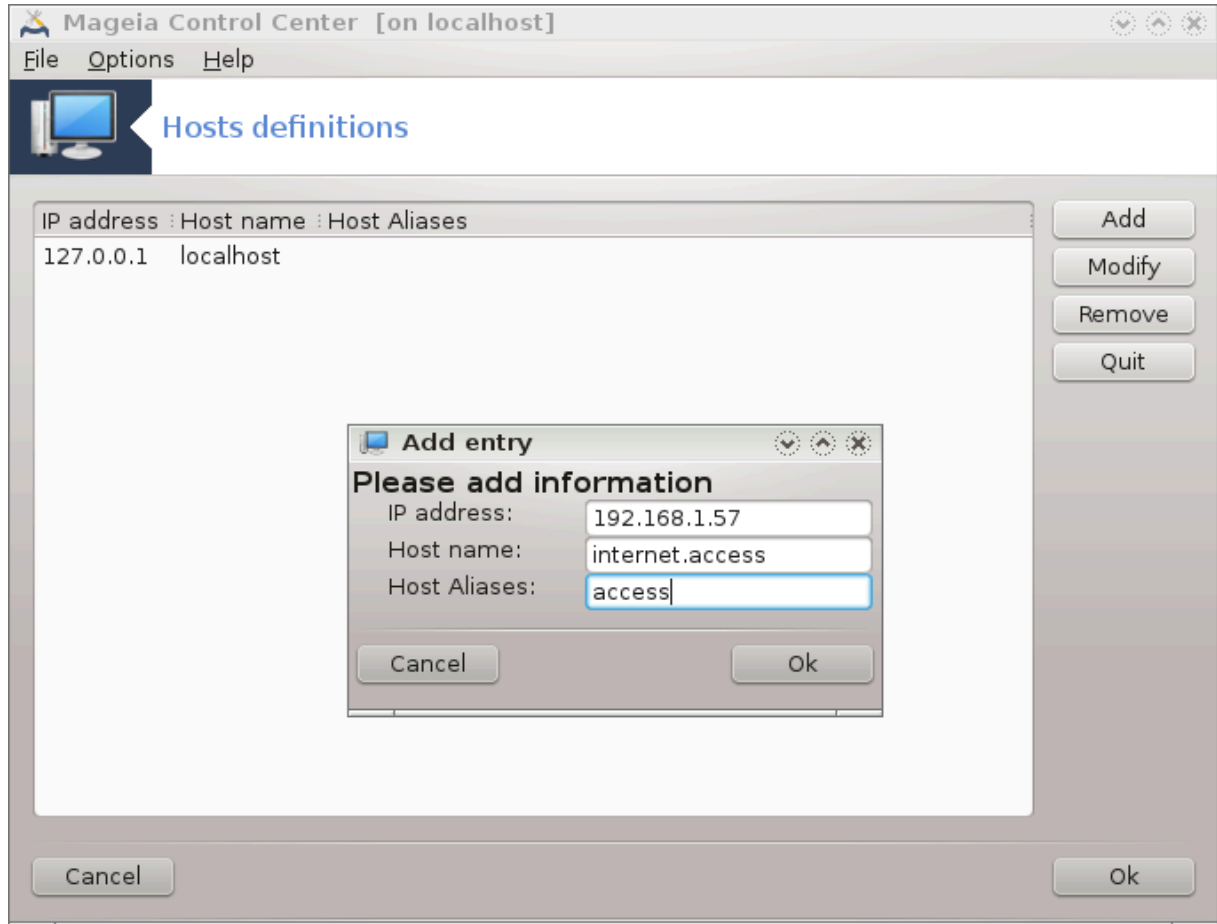 Mageia Control Center [on localhost]
File Options Help
Hosts definitions
IP address Host name Host Aliases
127.0.0.1 localhost
Add
Modify
Remove
Quit
Add entry
Please add information
IP address: 192.168.1.57
Host name: internet.access
Host Aliases: access
Cancel Ok
Cancel Ok